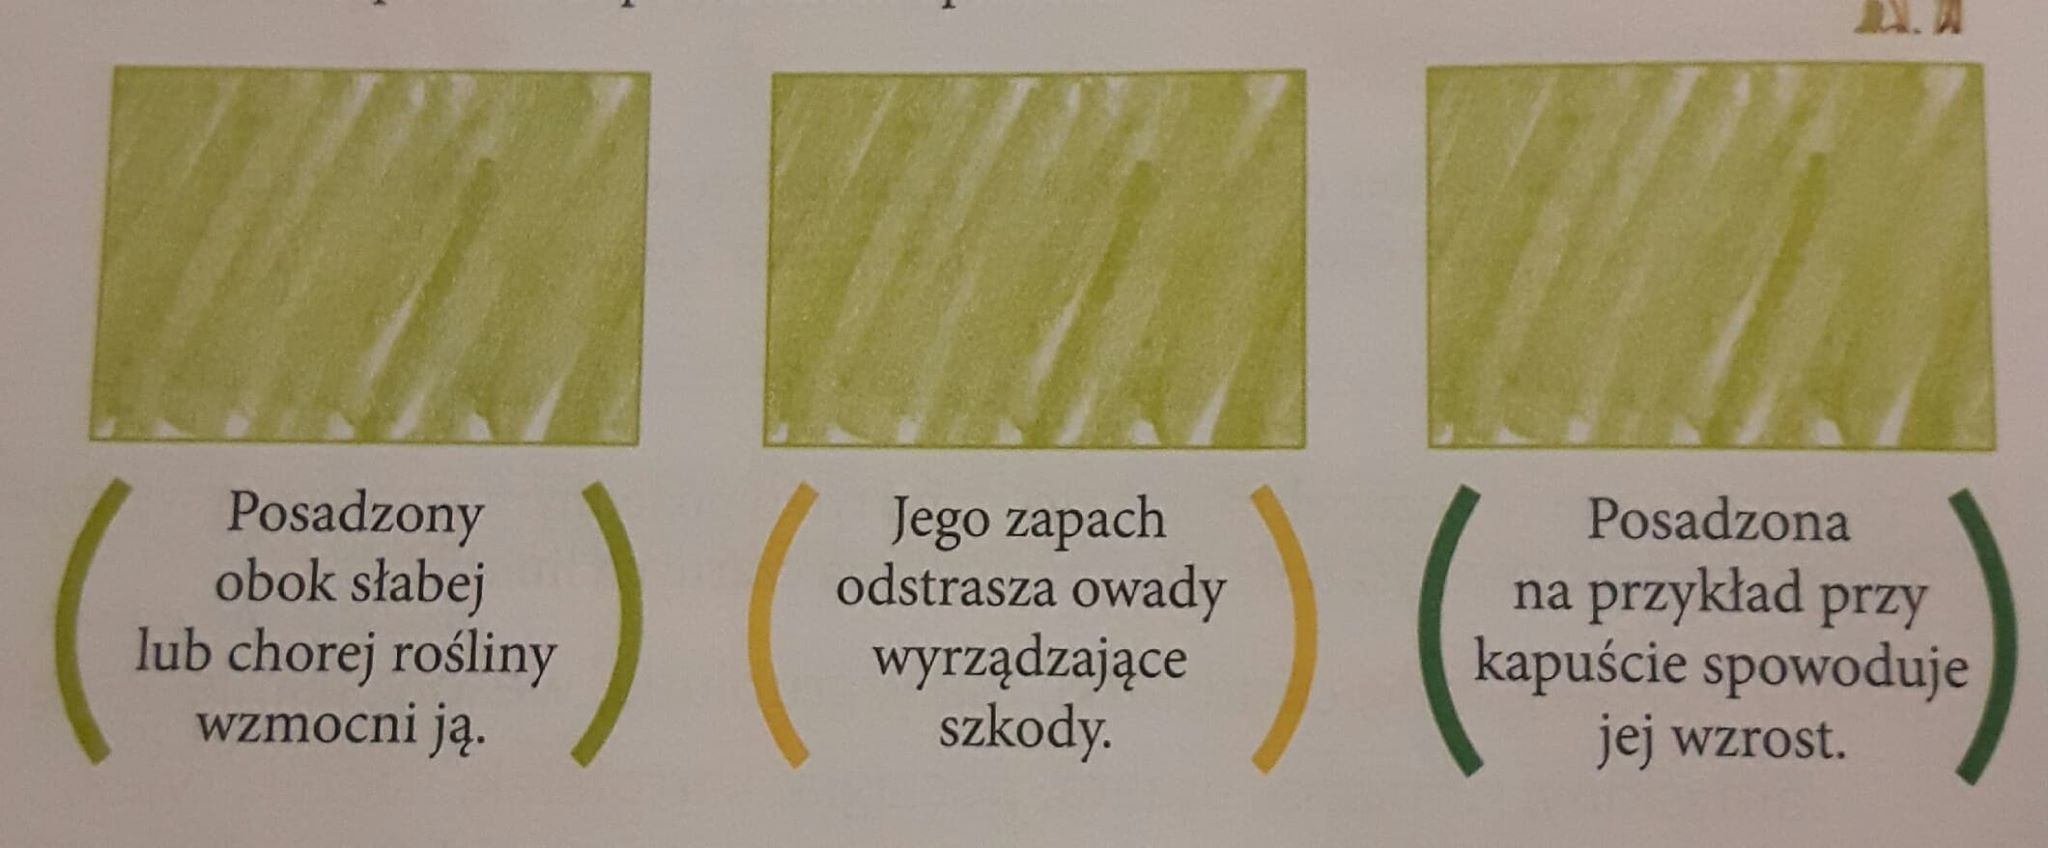 Posadzony
obok słabej
lub chorej rośliny
wzmocni ją.
Jego zapach
odstrasza owady
wyrządzające
szkody.
Posadzona
na przykład przy
kapuście spowoduje
jej wzrost.